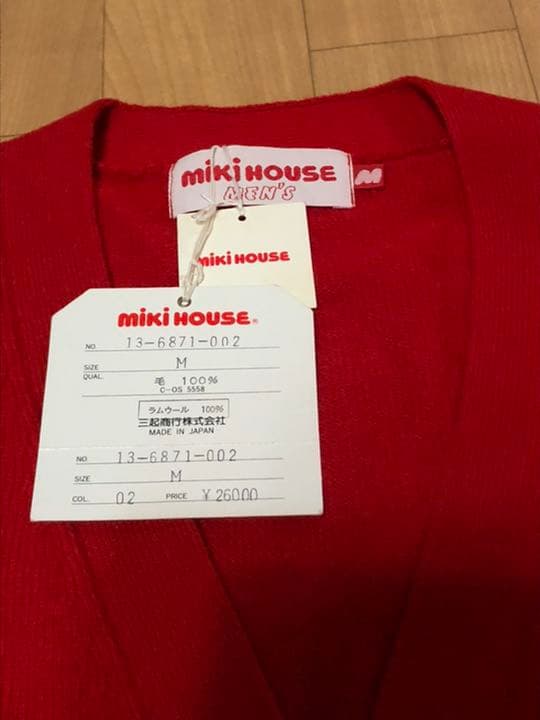 miki HOUSE
MEN'S
M
miki HOUSE
miki HOUSE®
NO. 13-6871-002
SIZE M
QUAL. 毛 100%
C-OS 5558
ラムウール 100%
三起商行株式会社
MADE IN JAPAN
NO. 13-6871-002
SIZE M
COL. 02 PRICE ¥26000